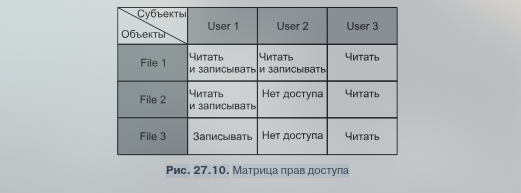 Субъекты
Объекты
User 1
User 2
User 3
File 1
Читать
и записывать
Читать
и записывать
Читать
File 2
Читать
и записывать
Нет доступа
Читать
File 3
Записывать
Нет доступа
Читать
Рис. 27.10. Матрица прав доступа